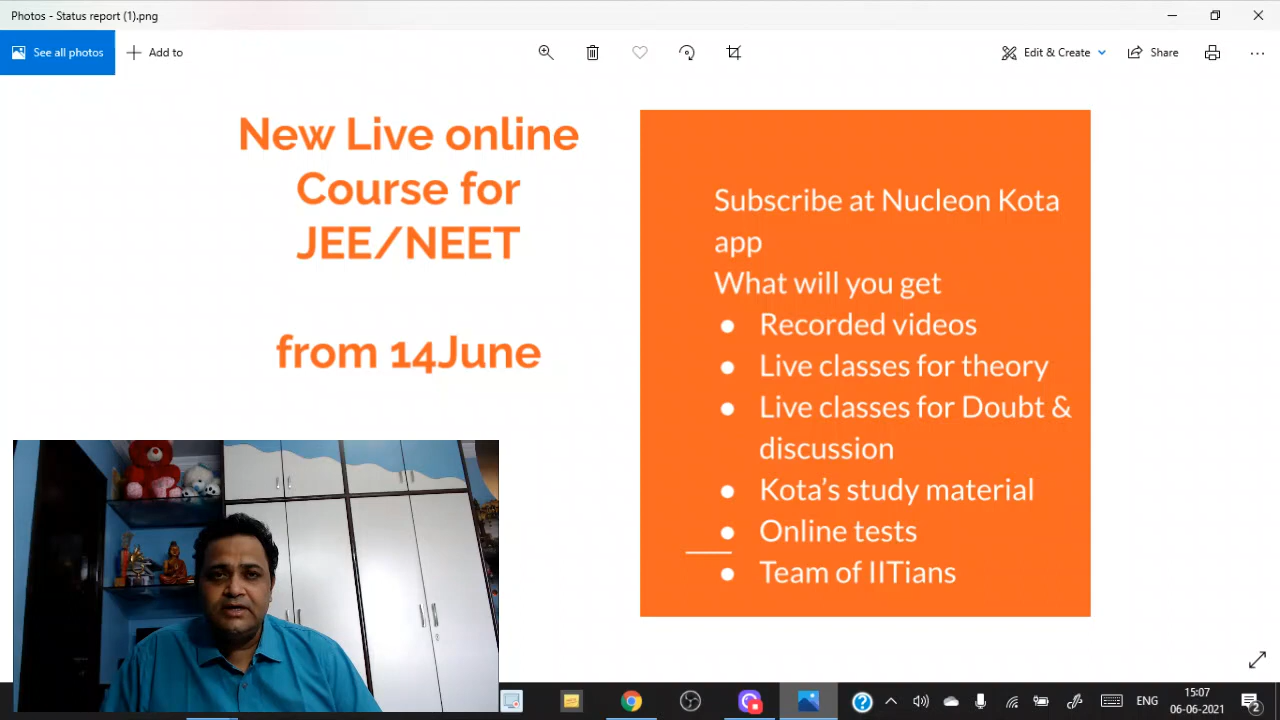 Photos - Status report (1).png
See all photos
Add to
Edit & Create
Share
New Live online
Course for
JEE/NEET
from 14June
Subscribe at Nucleon Kota
app
What will you get
● Recorded videos
● Live classes for theory
● Live classes for Doubt &
discussion
● Kota's study material
● Online tests
● Team of IITians
ENG
15:07
06-06-2021
2